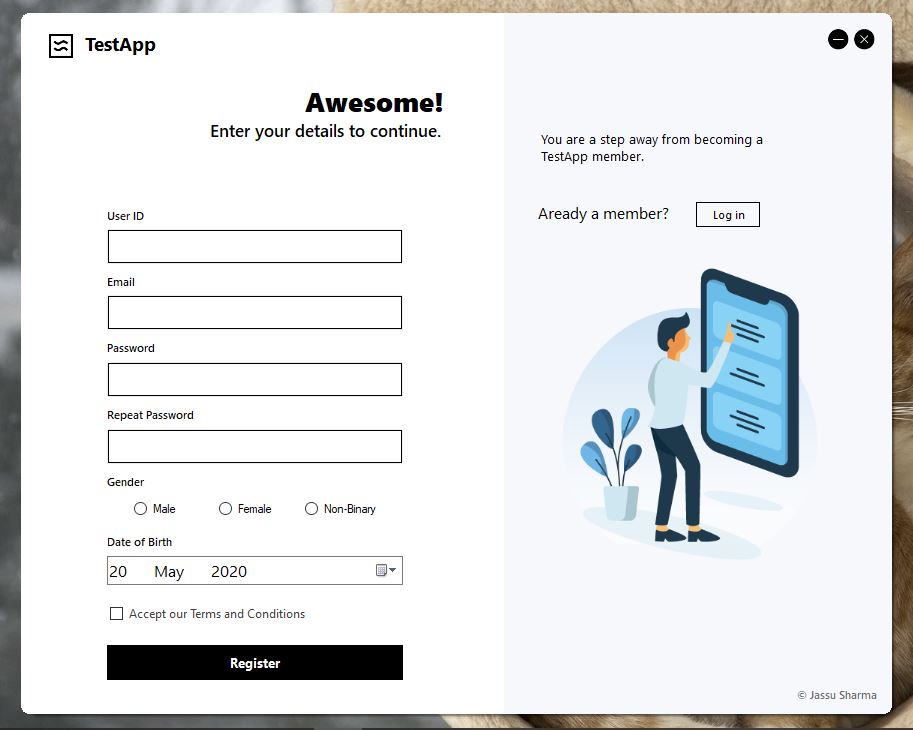 TestApp
Awesome!
Enter your details to continue.
User ID
Email
Password
Repeat Password
Gender
Male Female Non-Binary
Date of Birth
20 May 2020
Accept our Terms and Conditions
Register
You are a step away from becoming a
TestApp member.
Aready a member? Log in
© Jassu Sharma